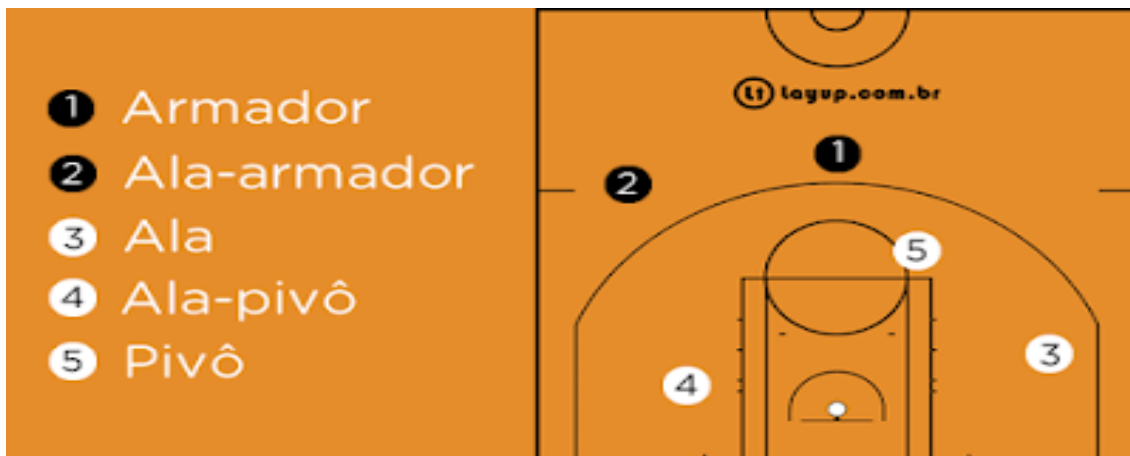 1 Armador
2 Ala-armador
3 Ala
4 Ala-pivô
5 Pivô
Lt layup.com.br
1
2
5
3
4